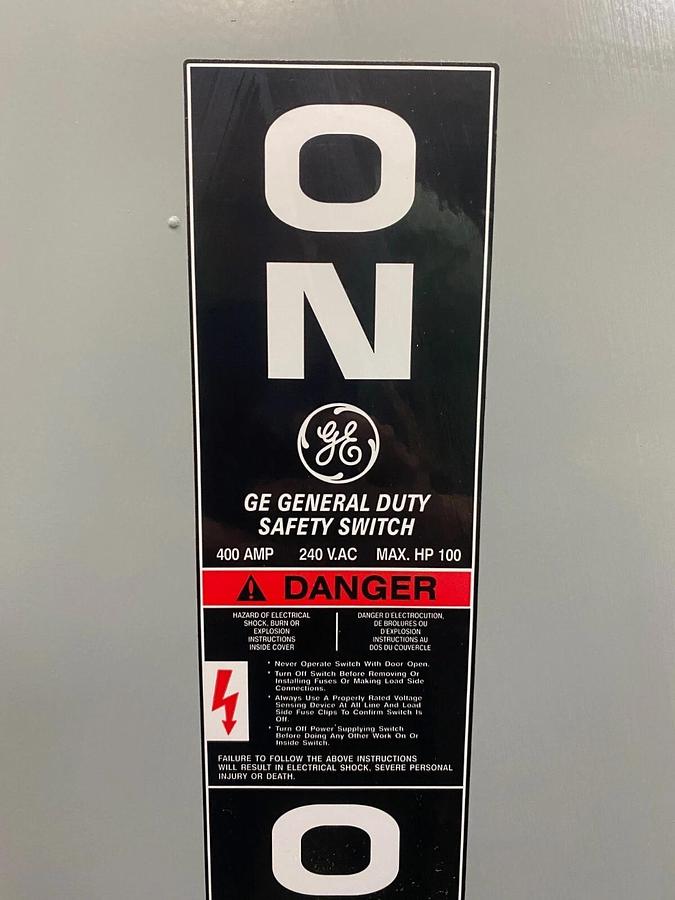 O
N
GE
GE GENERAL DUTY
SAFETY SWITCH
400 AMP 240 V.AC MAX. HP 100
DANGER
HAZARD OF ELECTRICAL
SHOCK, BURN OR
EXPLOSION
INSTRUCTIONS
INSIDE COVER
DANGER D'ELECTROCUTION,
DE BROLURES OU
D'EXPLOSION
INSTRUCTIONS AU
DOS DU COUVERCLE
* Never Operate Switch With Door Open.
* Turn Off Switch Before Removing Or
Installing Fuses Or Making Load Side
Connections.
* Always Use A Properly Rated Voltage
Sensing Device At All Line And Load
Side Fuse Clips To Confirm Switch Is
Off.
* Turn Off Power Supplying Switch
Before Doing Any Other Work On Or
Inside Switch.
FAILURE TO FOLLOW THE ABOVE INSTRUCTIONS
WILL RESULT IN ELECTRICAL SHOCK, SEVERE PERSONAL
INJURY OR DEATH.
O